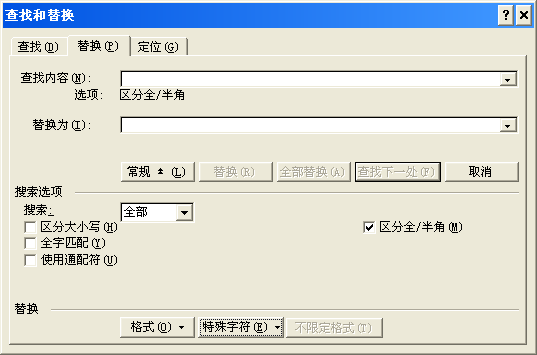 查找和替换
查找(D) 替换(P) 定位(G)
查找内容(N):
选项: 区分全/半角
替换为(I):
常规 (L) 替换(R) 全部替换(A) 查找下一处(F) 取消
搜索选项
搜索: 全部
区分大小写(H) 区分全/半角(M)
全字匹配(Y)
使用通配符(U)
替换
格式(O) 特殊字符(E) 不限定格式(T)